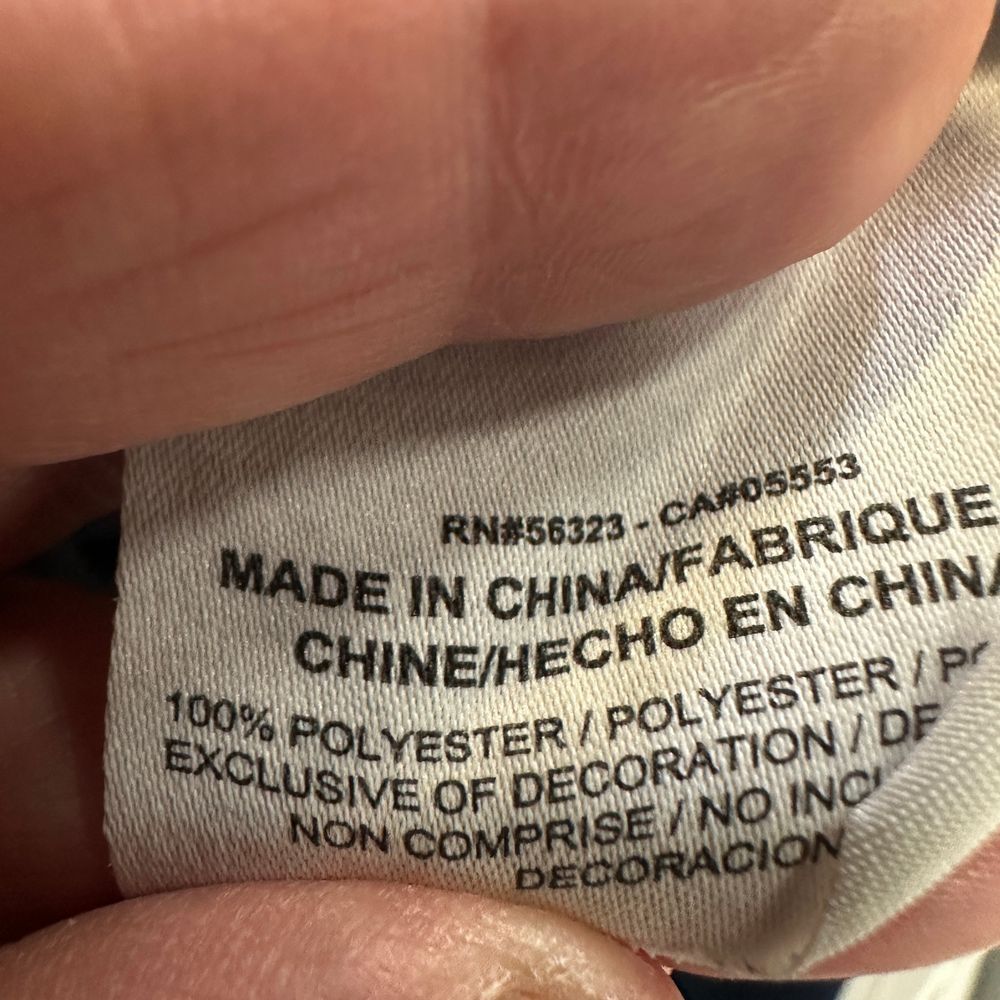 RN#56323 - CA#05553
MADE IN CHINA/FABRIQUE
CHINE/HECHO EN CHINA
100% POLYESTER / POLYESTER /
EXCLUSIVE OF DECORATION /
NON COMPRISE / NO
DECORACION